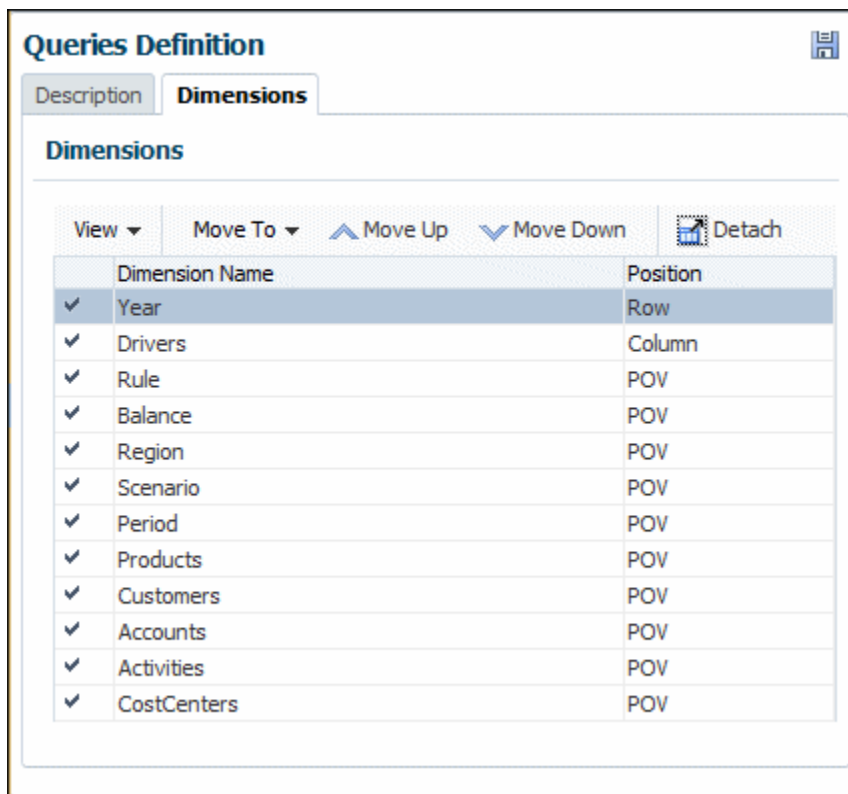 Queries Definition
Description Dimensions
Dimensions
View Move To Move Up Move Down Detach
Dimension Name Position
Year Row
Drivers Column
Rule POV
Balance POV
Region POV
Scenario POV
Period POV
Products POV
Customers POV
Accounts POV
Activities POV
CostCenters POV